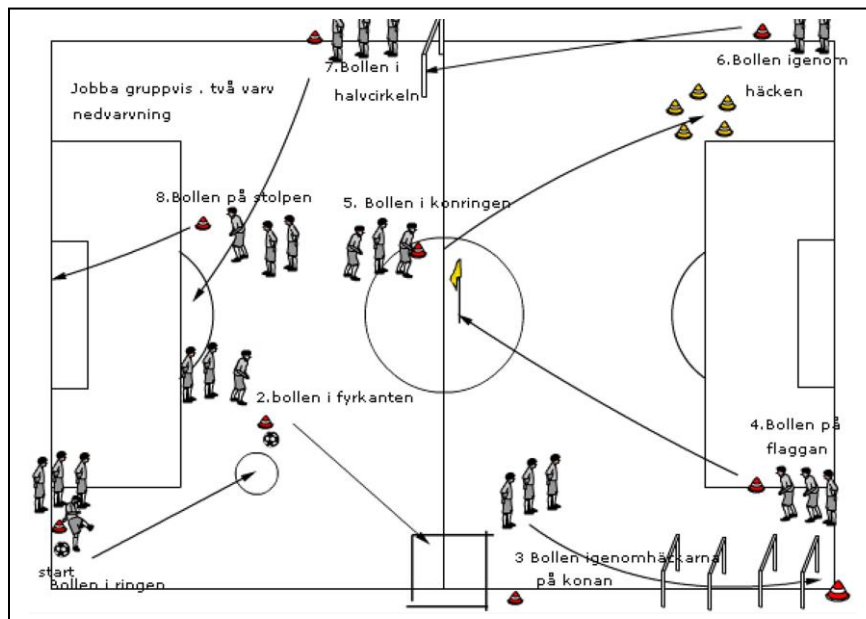 7.Bollen i
halvcirkeln
6.Bollen igenom
häcken
Jobba gruppvis . två varv
nedvarvning
8.Bollen på stolpen
5. Bollen i konringen
2.bollen i fyrkanten
4.Bollen på
flaggan
3 Bollen igenomhäckarna
på konan
start
Bollen i ringen